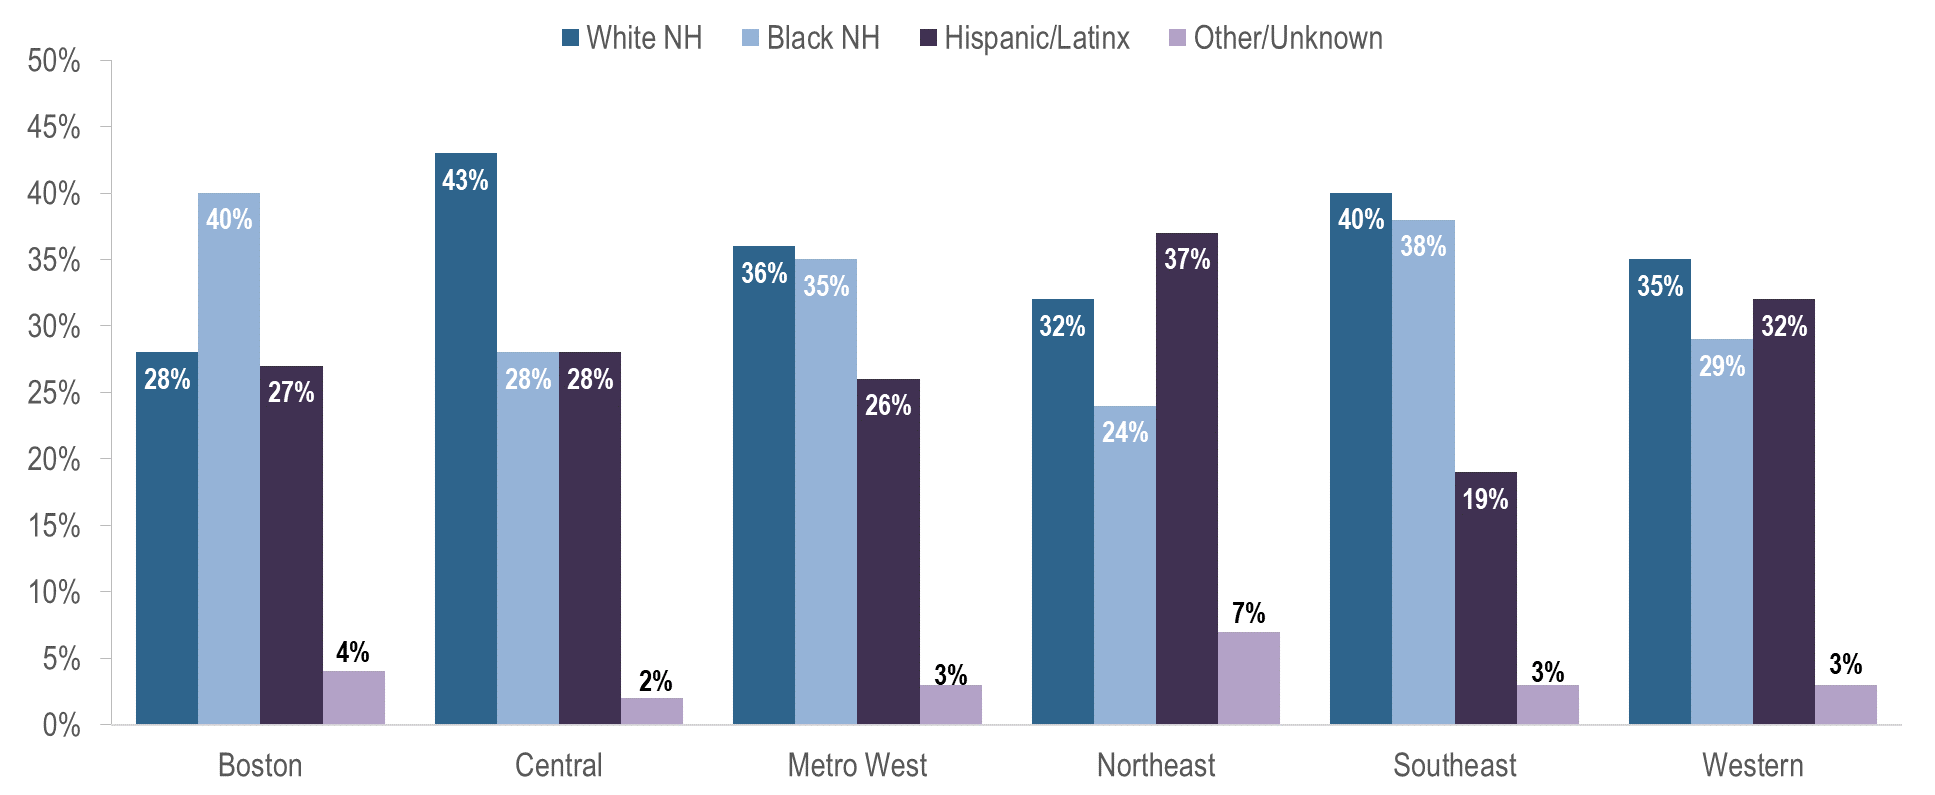 White NH Black NH Hispanic/Latinx Other/Unknown
50%
45%
40%
35%
30%
25%
20%
15%
10%
5%
0%
28% 40% 27% 4%
43% 28% 28% 2%
36% 35% 26% 3%
32% 24% 37% 7%
40% 38% 19% 3%
35% 29% 32% 3%
Boston Central Metro West Northeast Southeast Western